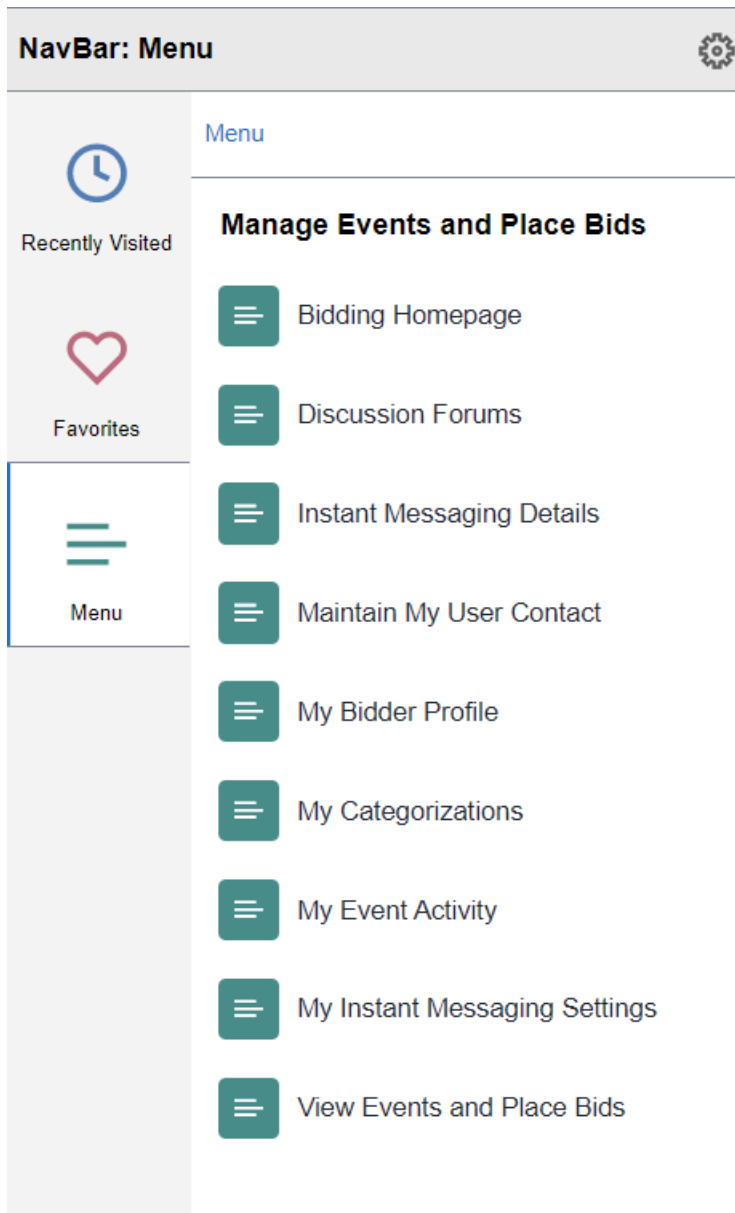 NavBar: Menu
Recently Visited
Favorites
Menu
Menu
Manage Events and Place Bids
Bidding Homepage
Discussion Forums
Instant Messaging Details
Maintain My User Contact
My Bidder Profile
My Categorizations
My Event Activity
My Instant Messaging Settings
View Events and Place Bids